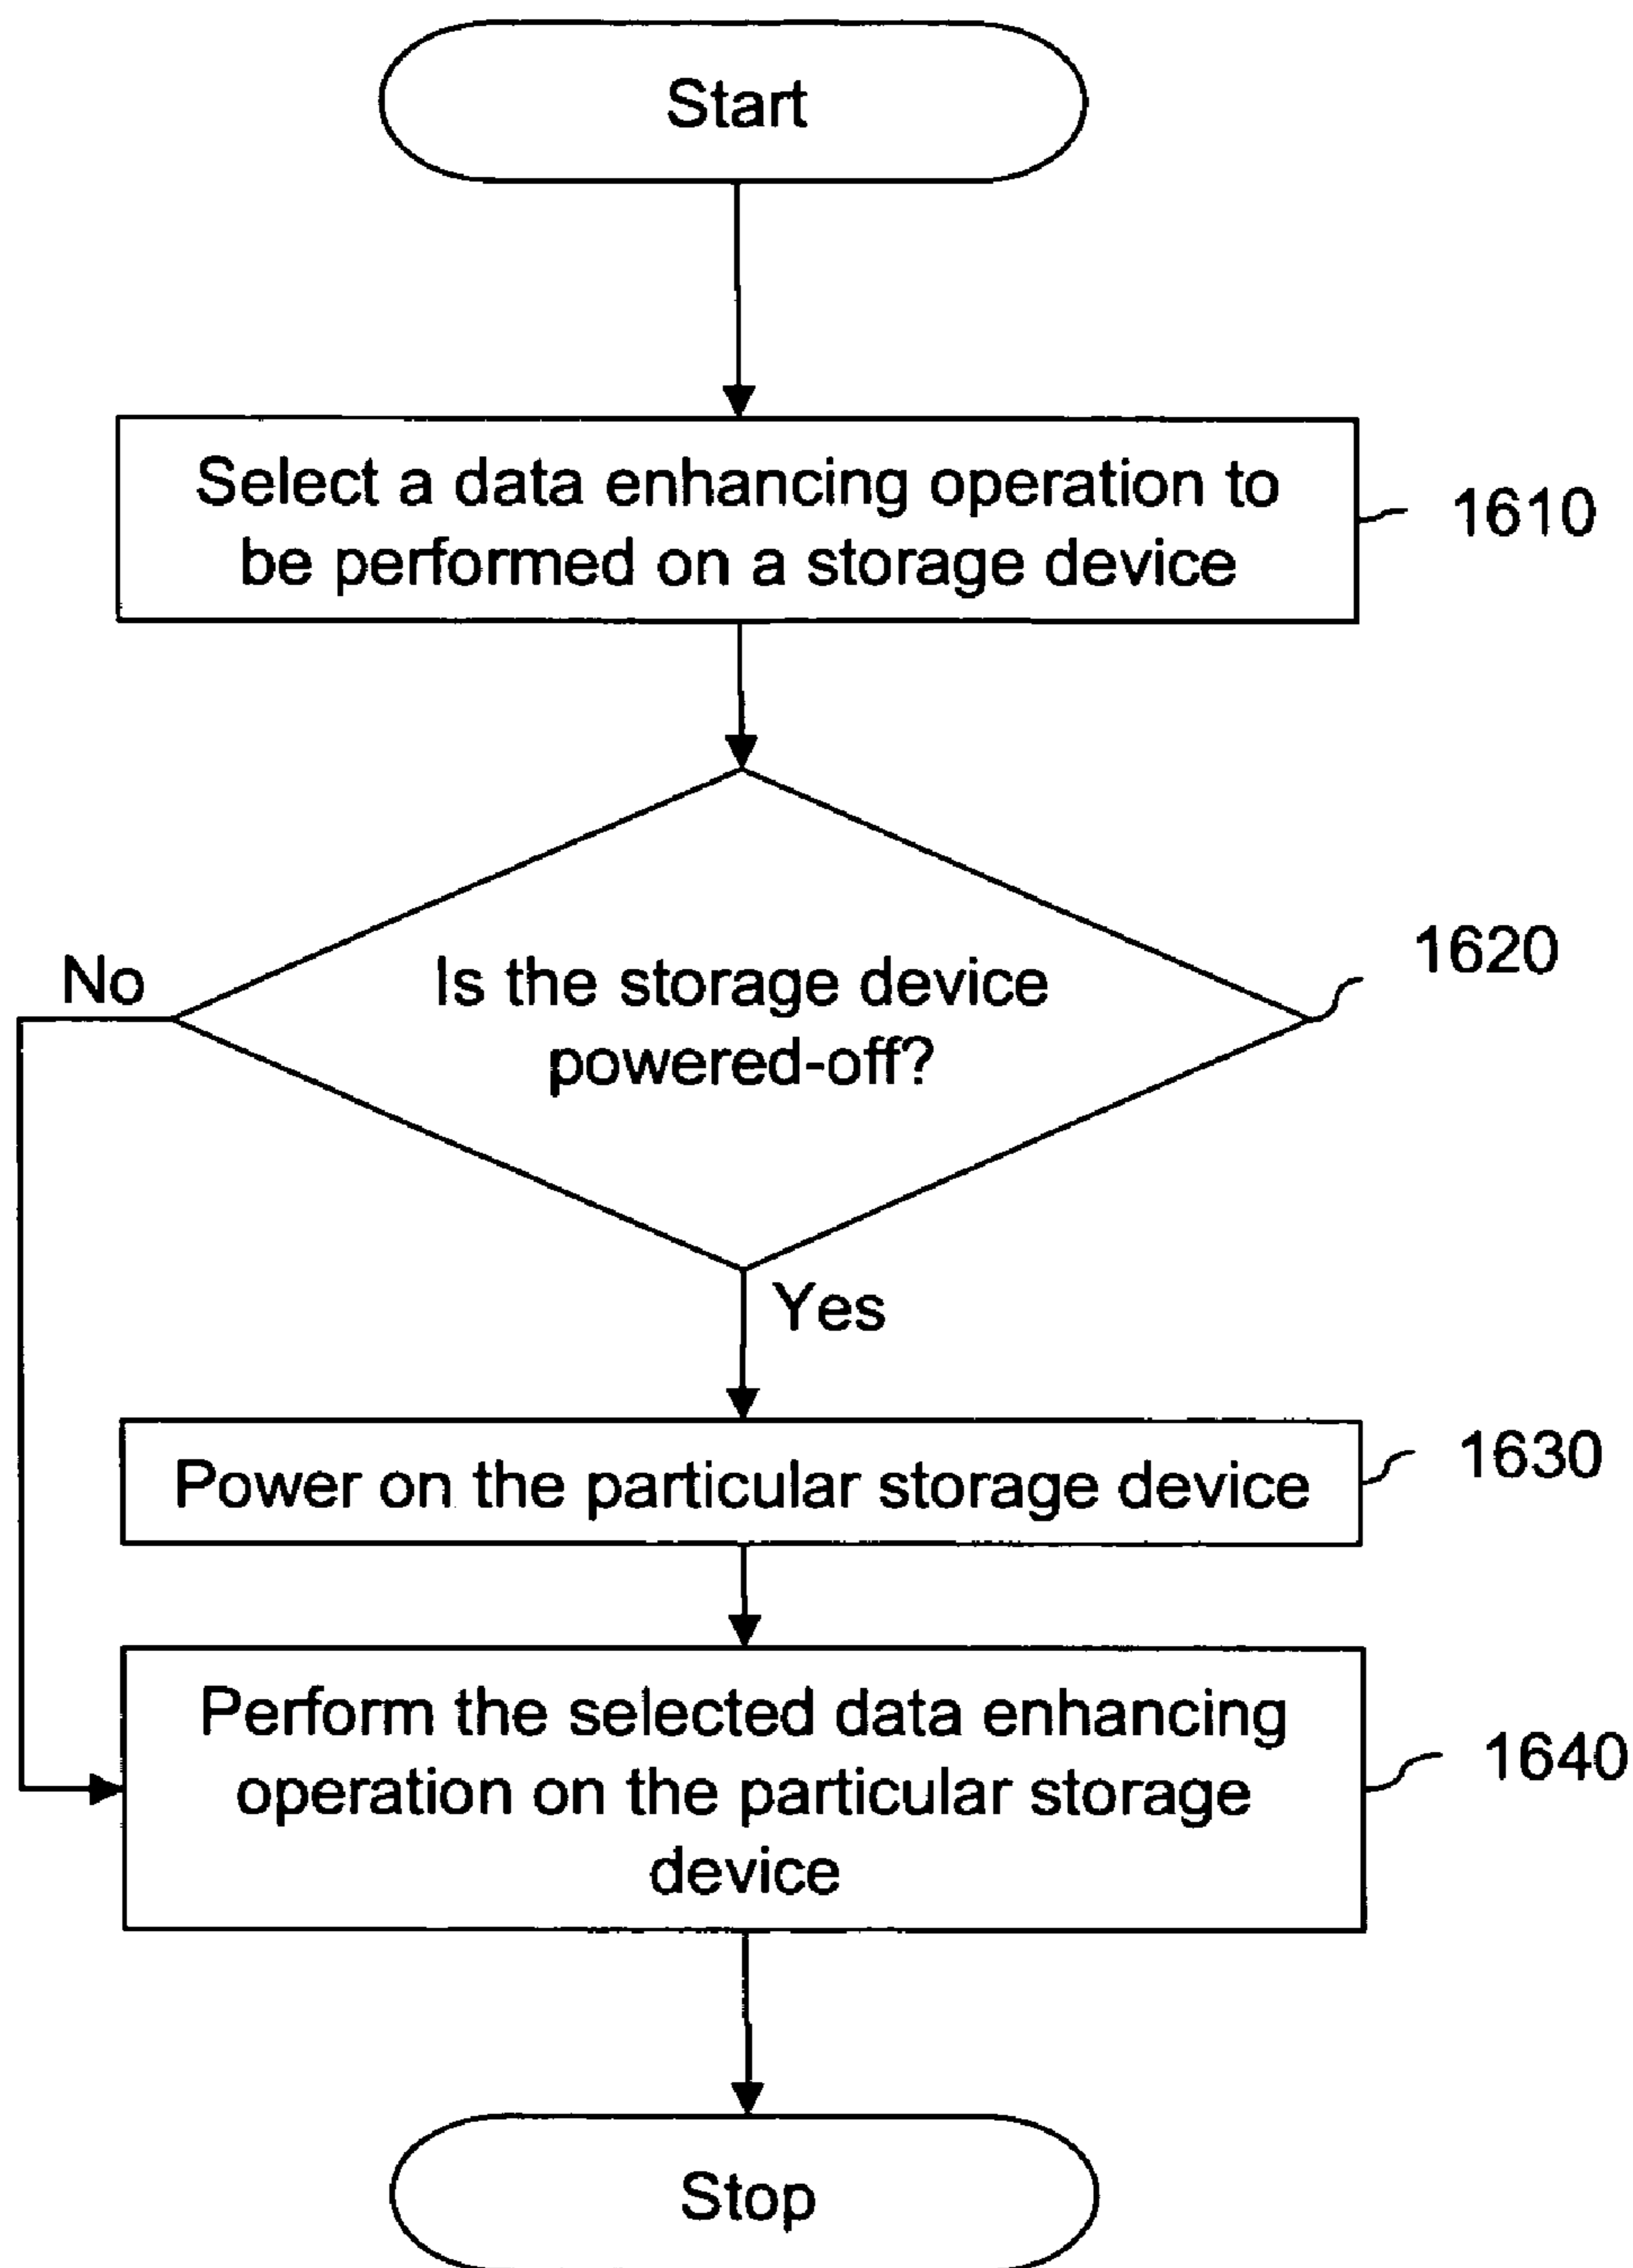 Start
Select a data enhancing operation to
be performed on a storage device
1610
Is the storage device
powered-off?
1620
No
Yes
Power on the particular storage device
1630
Perform the selected data enhancing
operation on the particular storage
device
1640
Stop